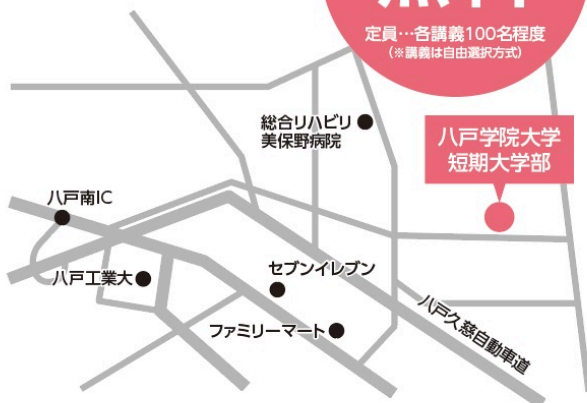 定員…各講義100名程度
(※講義は自由選択方式)
総合リハビリ
美保野病院
八戸学院大学
短期大学部
八戸南IC
八戸工業大
セブンイレブン
ファミリーマート
八戸久慈自動車道